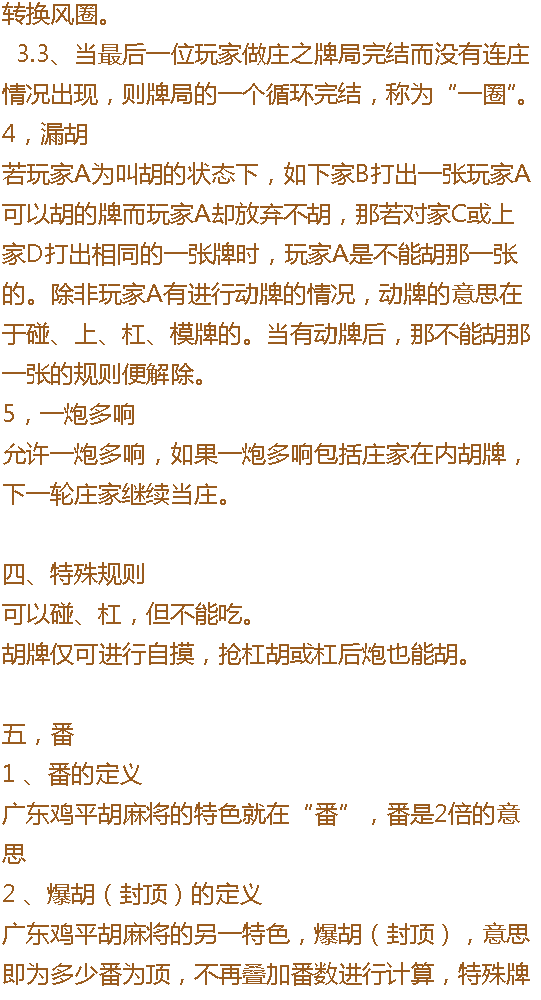 转换风圈。
3.3、当最后一位玩家做庄之牌局完结而没有连庄
情况出现，则牌局的一个循环完结，称为“一圈”。
4，漏胡
若玩家A为叫胡的状态下，如下家B打出一张玩家A
可以胡的牌而玩家A却放弃不胡，那若对家C或上
家D打出相同的一张牌时，玩家A是不能胡那一张
的。除非玩家A有进行动牌的情况，动牌的意思在
于碰、上、杠、模牌的。当有动牌后，那不能胡那
一张的规则便解除。
5，一炮多响
允许一炮多响，如果一炮多响包括庄家在内胡牌，
下一轮庄家继续当庄。
四、特殊规则
可以碰、杠，但不能吃。
胡牌仅可进行自摸，抢杠胡或杠后炮也能胡。
五，番
1 、番的定义
广东鸡平胡麻将的特色就在“番”，番是2倍的意
思
2 、爆胡（封顶）的定义
广东鸡平胡麻将的另一特色，爆胡（封顶），意思
即为多少番为顶，不再叠加番数进行计算，特殊牌